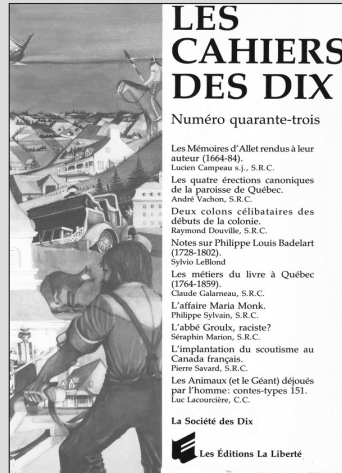 LES
CAHIERS
DES DIX
Numéro quarante-trois
Les Mémoires d'Allet rendus à leur
auteur (1664-84).
Lucien Campeau s.j., S.R.C.
Les quatre érections canoniques
de la paroisse de Québec.
André Vachon, S.R.C.
Deux colons célibataires des
débuts de la colonie.
Raymond Douville, S.R.C.
Notes sur Philippe Louis Badelart
(1728-1802).
Sylvio LeBlond
Les métiers du livre à Québec
(1764-1859).
Claude Galarneau, S.R.C.
L'affaire Maria Monk.
Philippe Sylvain, S.R.C.
L'abbé Groulx, raciste?
Séraphin Marion, S.R.C.
L'implantation du scoutisme au
Canada français.
Pierre Savard, S.R.C.
Les Animaux (et le Géant) déjoués
par l'homme: contes-types 151.
Luc Lacourcière, C.C.
La Société des Dix
Les Éditions La Liberté